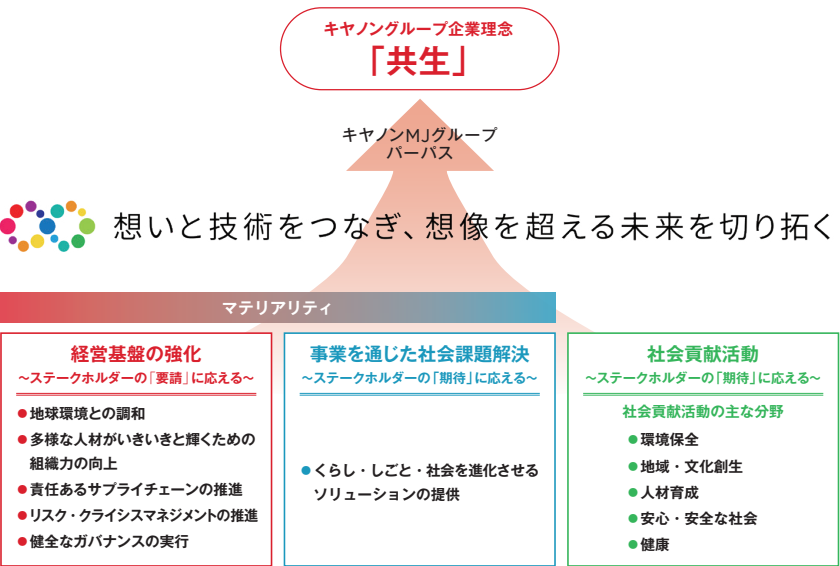 キヤノングループ企業理念
「共生」
キヤノンMJグループ
パーパス
想いと技術をつなぎ、想像を超える未来を切り拓く
マテリアリティ
経営基盤の強化
～ステークホルダーの「要請」に応える～
●地球環境との調和
●多様な人材がいきいきと輝くための
組織力の向上
●責任あるサプライチェーンの推進
●リスク・クライシスマネジメントの推進
●健全なガバナンスの実行
事業を通じた社会課題解決
～ステークホルダーの「期待」に応える～
●くらし・しごと・社会を進化させる
ソリューションの提供
社会貢献活動
～ステークホルダーの「期待」に応える～
社会貢献活動の主な分野
●環境保全
●地域・文化創生
●人材育成
●安心・安全な社会
●健康